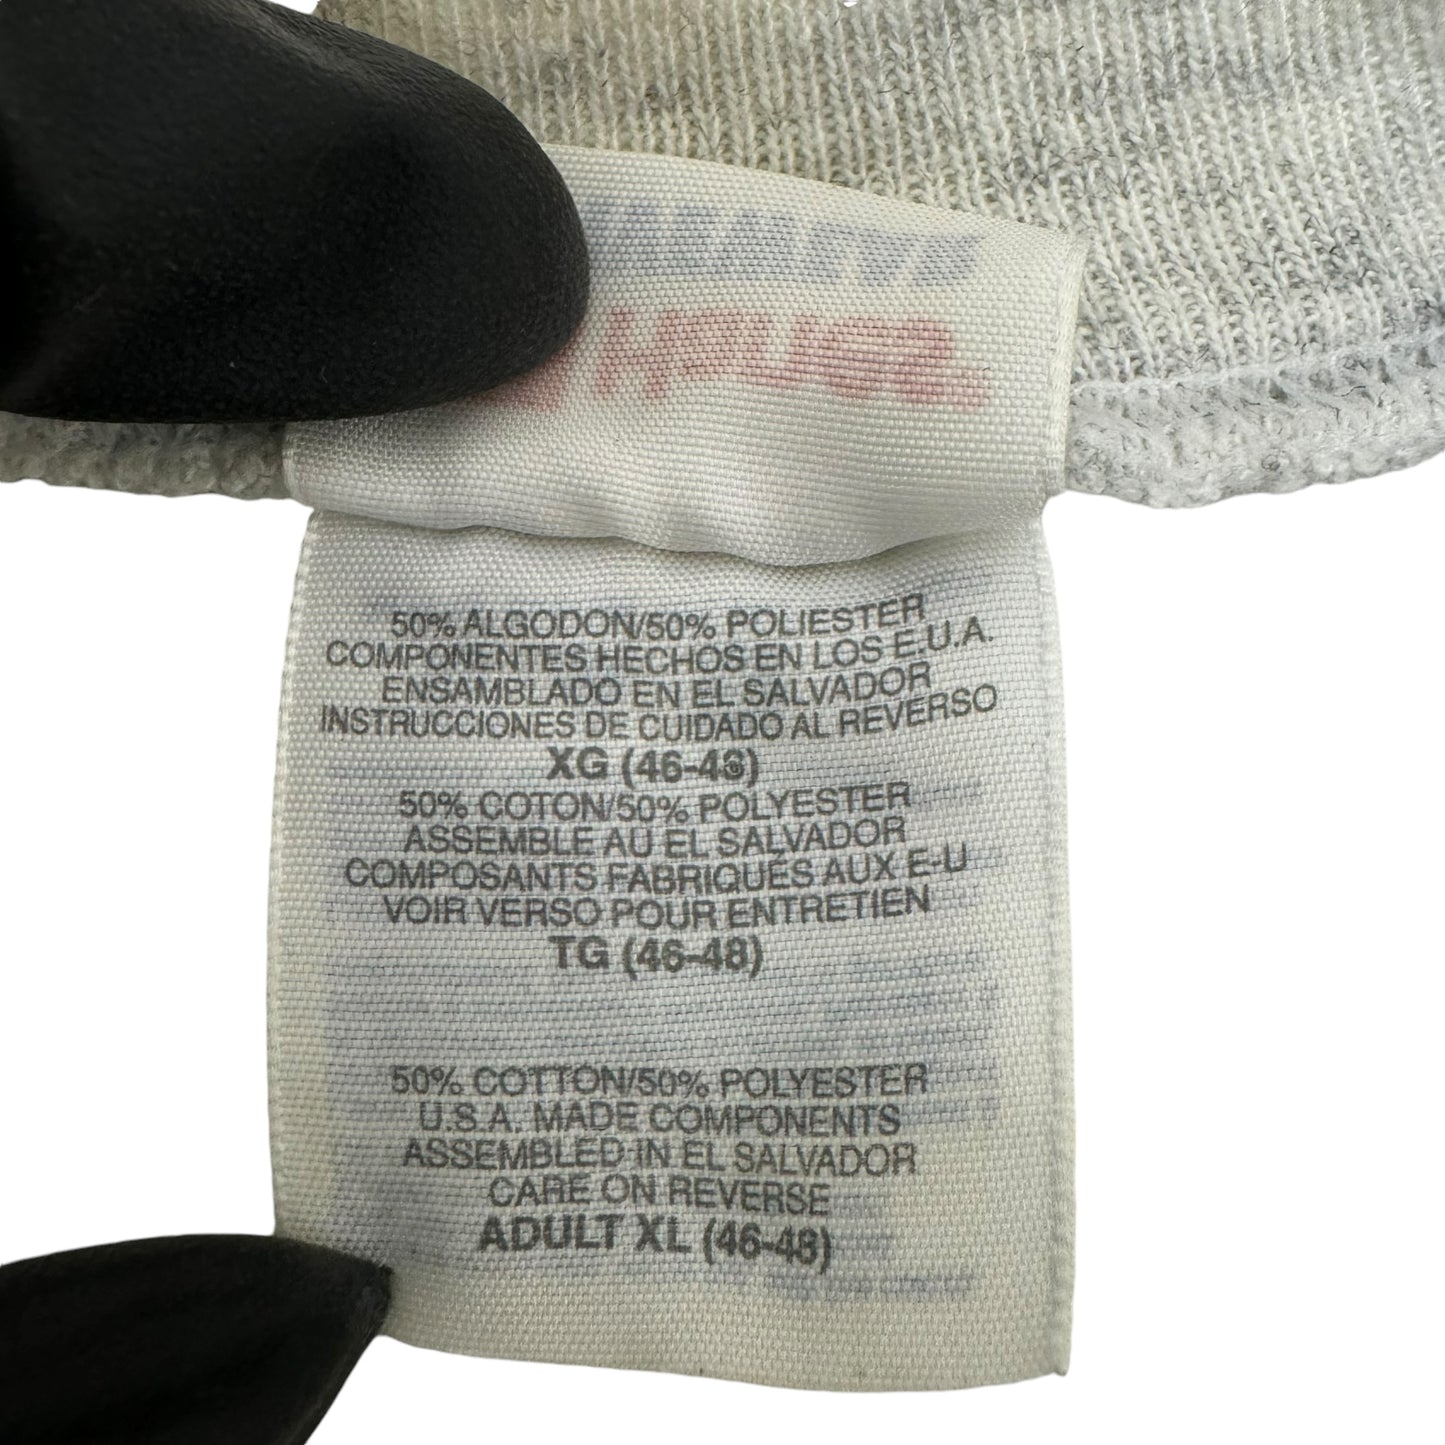 50% ALGODON/50% POLIESTER
COMPONENTES HECHOS EN LOS E.U.A.
ENSAMBLADO EN EL SALVADOR
INSTRUCCIONES DE CUIDADO AL REVERSO
XG (46-48)
50% COTON/50% POLYESTER
ASSEMBLE AU EL SALVADOR
COMPOSANTS FABRIQUÉS AUX E-U
VOIR VERSO POUR ENTRETIEN
TG (46-48)
50% COTTON/50% POLYESTER
U.S.A. MADE COMPONENTS
ASSEMBLED IN EL SALVADOR
CARE ON REVERSE
ADULT XL (46-48)